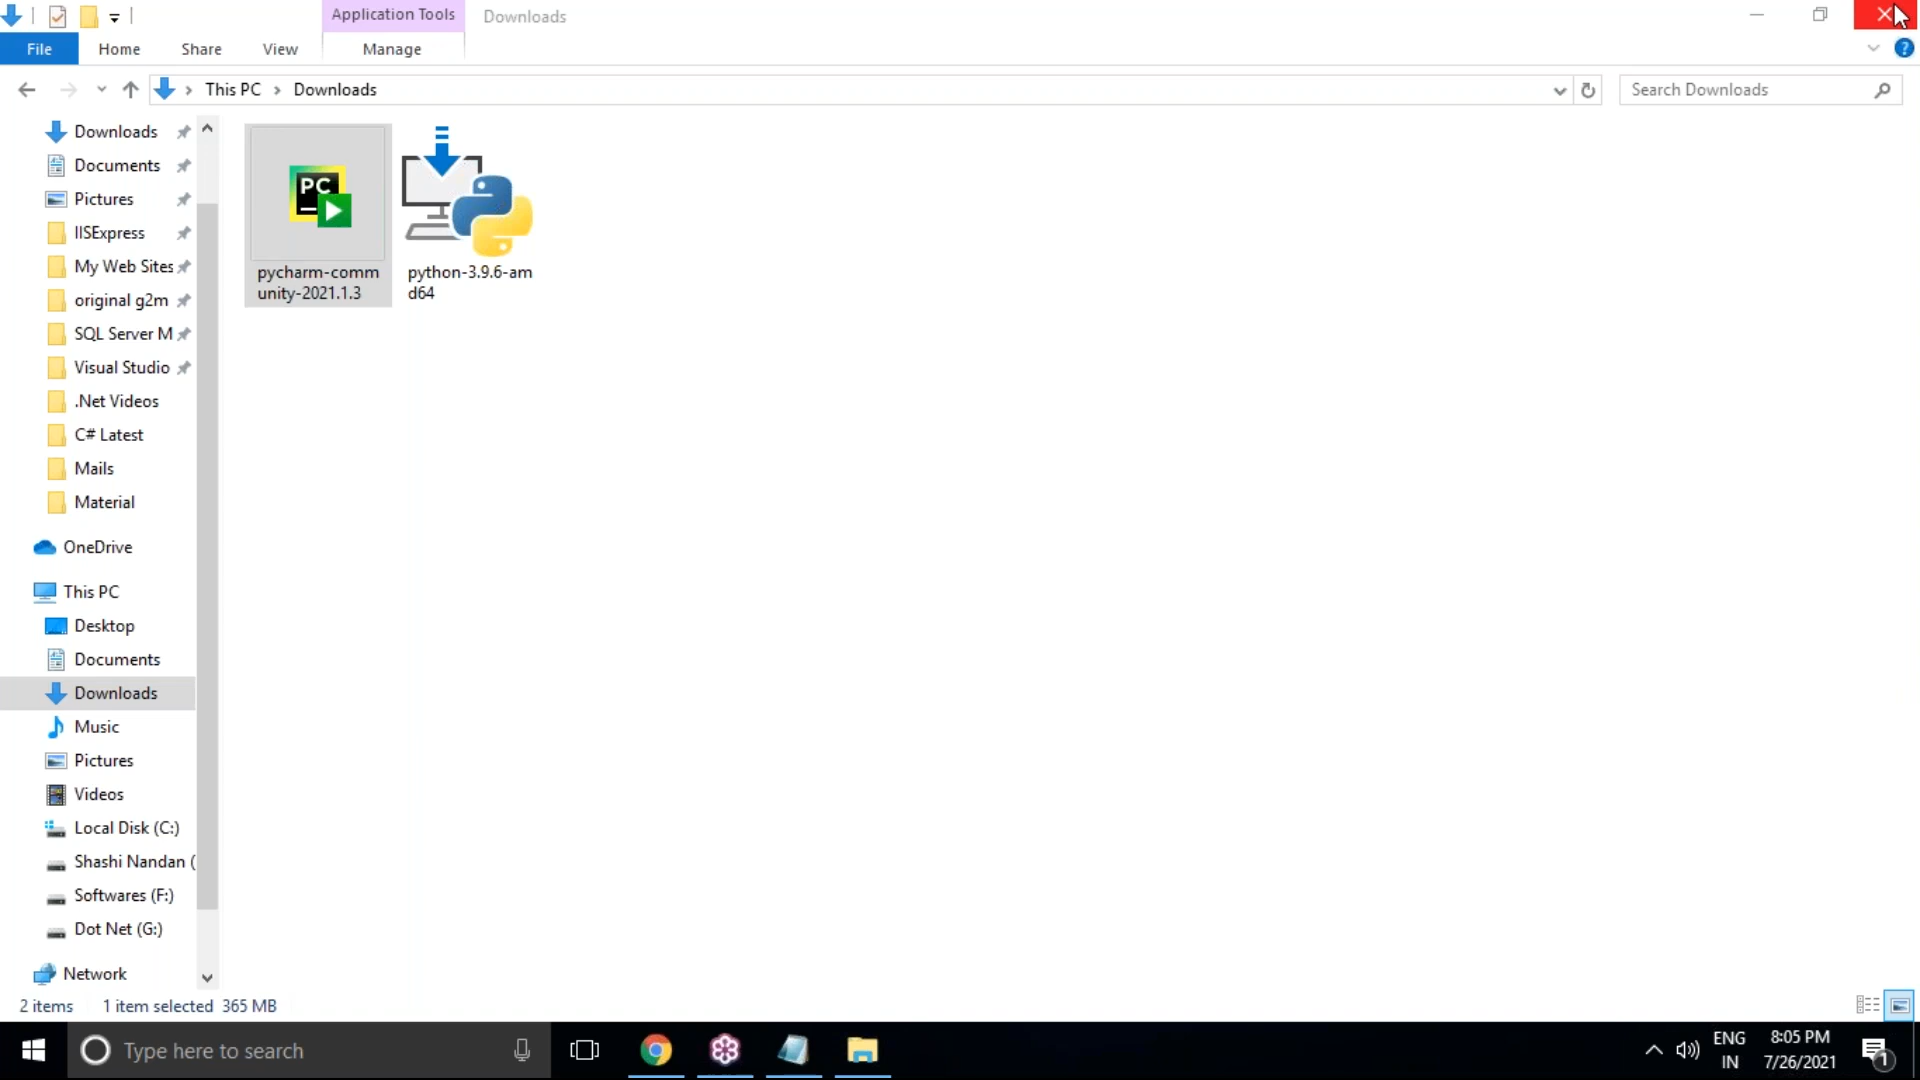 Application Tools
Downloads
File
Home
Share
View
Manage
?
This PC
Downloads
Search Downloads
Downloads
Documents
Pictures
IISExpress
My Web Sites
original g2m
SQL Server M
Visual Studio
.Net Videos
C# Latest
Mails
Material
OneDrive
This PC
Desktop
Documents
Downloads
Music
Pictures
Videos
Local Disk (C:)
Shashi Nandan (
Softwares (F:)
Dot Net (G:)
Network
PC
pycharm-comm
unity-2021.1.3
python-3.9.6-am
d64
2 items
1 item selected 365 MB
Type here to search
ENG
IN
8:05 PM
7/26/2021
1